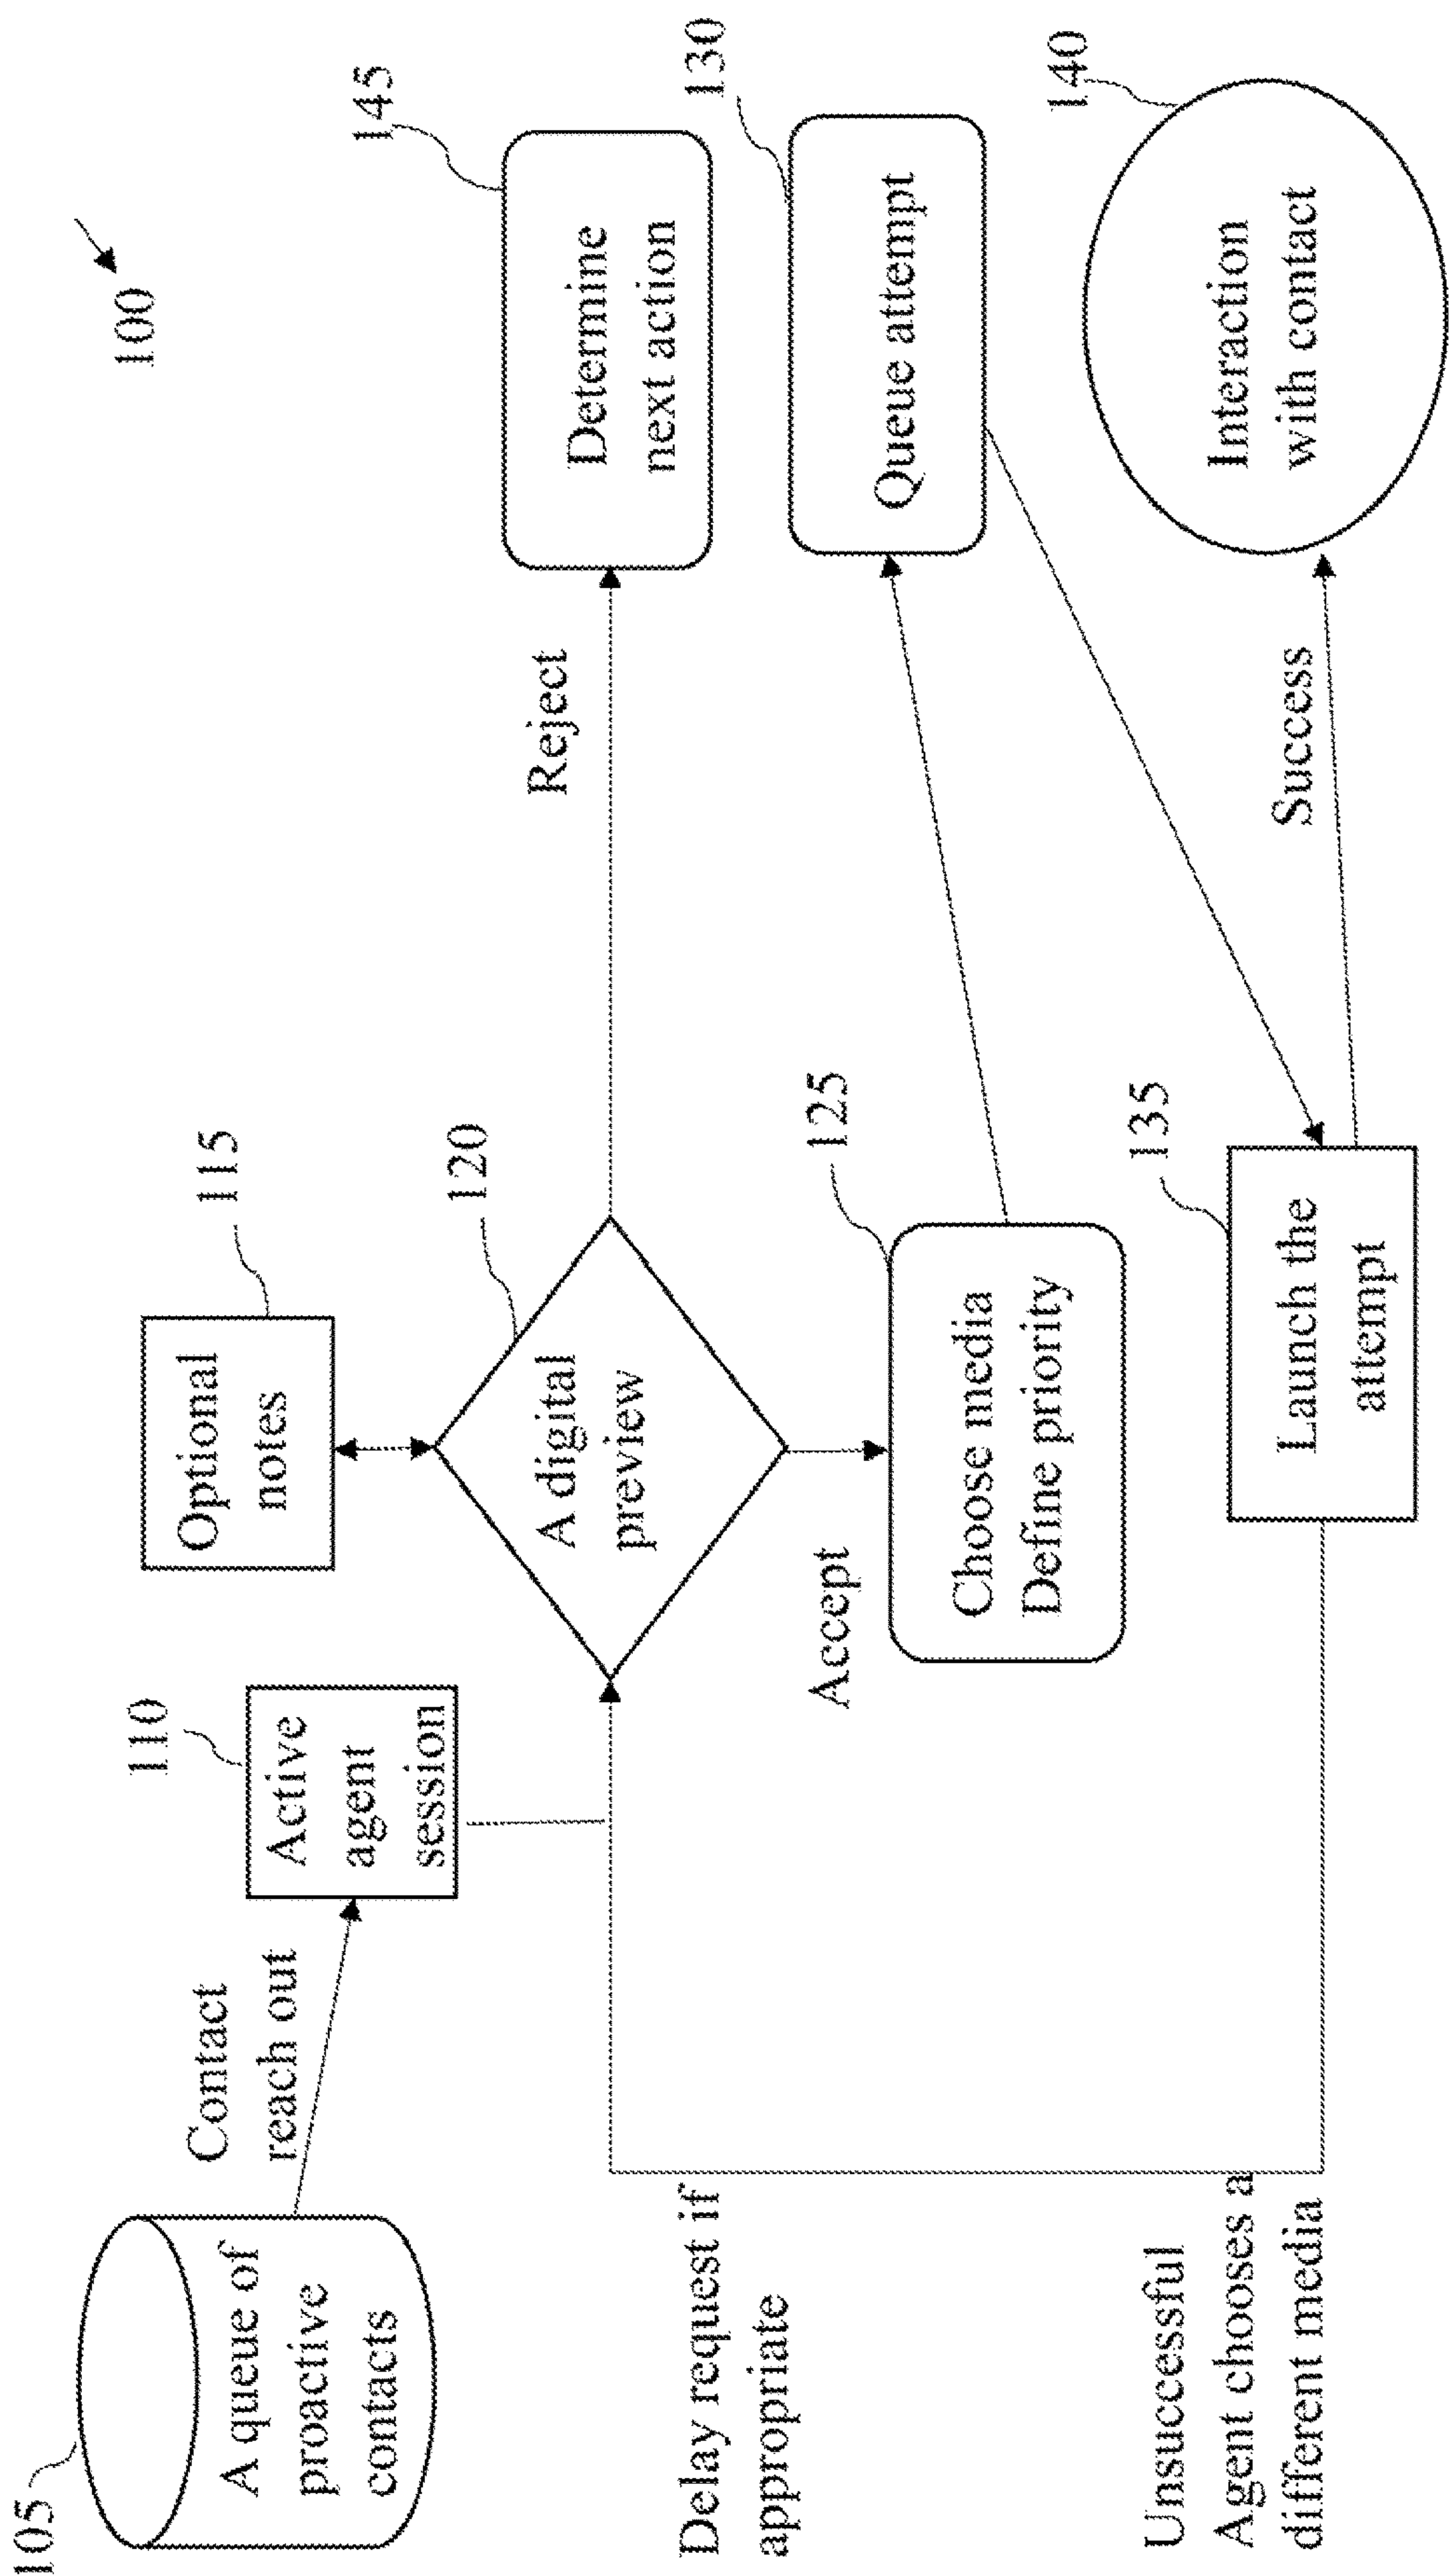 100
105
A queue of
proactive
contacts
Contact
reach out
110
Active
agent
session
115
Optional
notes
120
A digital
preview
Reject
145
Determine
next action
Accept
125
Choose media
Define priority
130
Queue attempt
Delay request if
appropriate
Unsuccessful
Agent chooses a
different media
135
Launch the
attempt
Success
140
Interaction
with contact